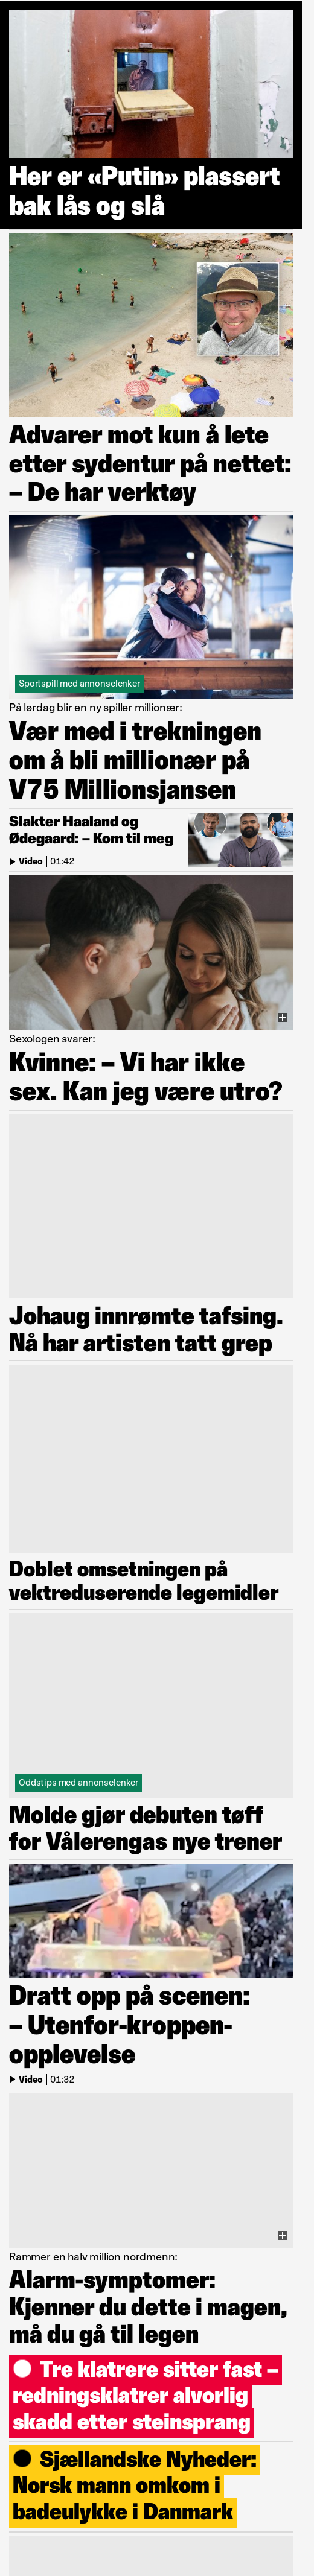 Her er «Putin» plassert
bak lås og slå
Advarer mot kun å lete
etter sydentur på nettet:
– De har verktøy
Sportspill med annonselenker
På lørdag blir en ny spiller millionær:
Vær med i trekningen
om å bli millionær på
V75 Millionsjansen
Slakter Haaland og
Ødegaard: – Kom til meg
Video | 01:42
Sexologen svarer:
Kvinne: – Vi har ikke
sex. Kan jeg være utro?
Johaug innrømte tafsing.
Nå har artisten tatt grep
Doblet omsetningen på
vektreduserende legemidler
Oddstips med annonselenker
Molde gjør debuten tøff
for Vålerengas nye trener
Dratt opp på scenen:
– Utenfor-kroppen-
opplevelse
Video | 01:32
Rammer en halv million nordmenn:
Alarm-symptomer:
Kjenner du dette i magen,
må du gå til legen
Tre klatrere sitter fast –
redningsklatrer alvorlig
skadd etter steinsprang
Sjællandske Nyheder:
Norsk mann omkom i
badeulykke i Danmark